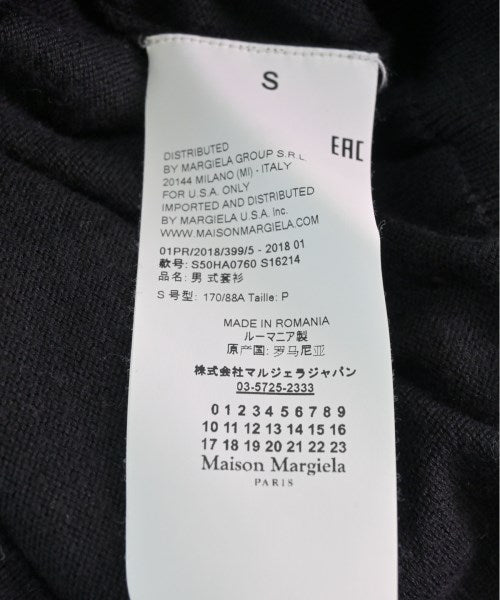 S
EAC
DISTRIBUTED
BY MARGIELA GROUP S.R.L
20144 MILANO (MI) - ITALY
FOR U.S.A. ONLY
IMPORTED AND DISTRIBUTED
BY MARGIELA U.S.A. Inc.
WWW.MAISONMARGIELA.COM
01PR/2018/399/5 - 2018 01
款号: S50HA0760 S16214
品名: 男 式套衫
S 号型: 170/88A Taille: P
MADE IN ROMANIA
ルーマニア製
原产国: 罗马尼亚
株式会社マルジェラジャパン
03-5725-2333
0 1 2 3 4 5 6 7 8 9
10 11 12 13 14 15 16
17 18 19 20 21 22 23
Maison Margiela
PARIS